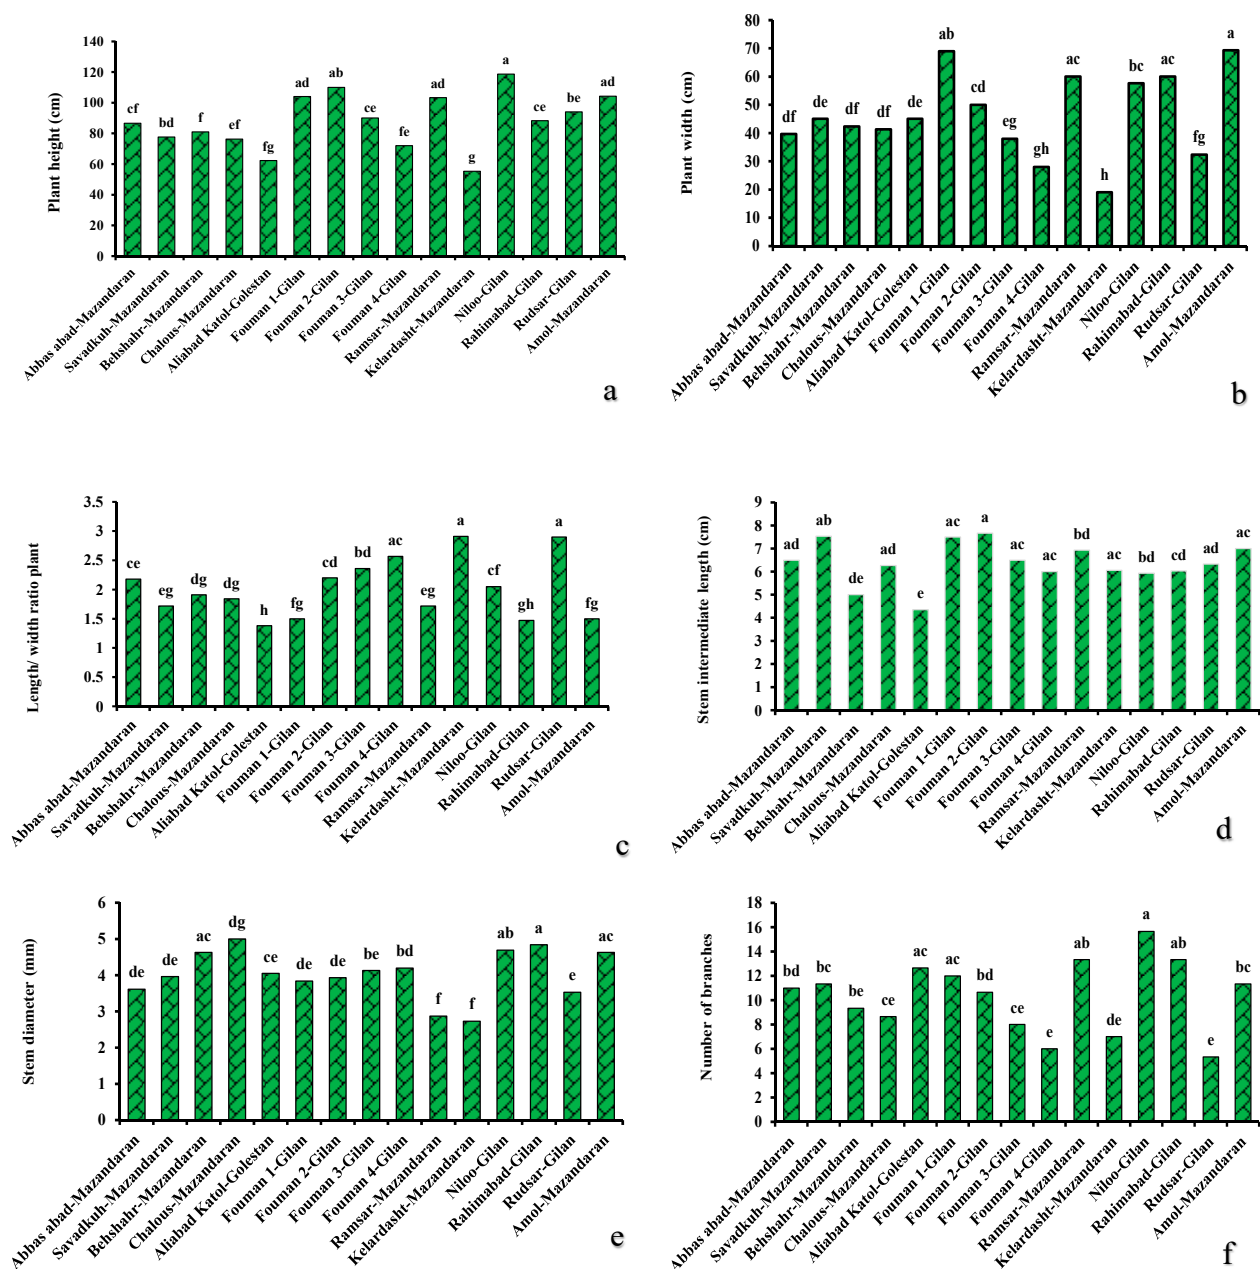 Plant height (cm)
140
120
100
80
60
40
20
0
cf
bd
f
ef
fg
ad
ab
ce
fe
ad
g
a
ce
be
ad
Abbas abad-Mazandaran
Savadkuh-Mazandaran
Behshahr-Mazandaran
Chalous-Mazandaran
Aliabad Katol-Golestan
Fouman 1-Gilan
Fouman 2-Gilan
Fouman 3-Gilan
Fouman 4-Gilan
Ramsar-Mazandaran
Kelardasht-Mazandaran
Niloo-Gilan
Rahimabad-Gilan
Rudsar-Gilan
Amol-Mazandaran
a
Plant width (cm)
80
70
60
50
40
30
20
10
0
df
de
df
df
de
ab
cd
eg
gh
ac
h
bc
ac
fg
a
Abbas abad-Mazandaran
Savadkuh-Mazandaran
Behshahr-Mazandaran
Chalous-Mazandaran
Aliabad Katol-Golestan
Fouman 1-Gilan
Fouman 2-Gilan
Fouman 3-Gilan
Fouman 4-Gilan
Ramsar-Mazandaran
Kelardasht-Mazandaran
Niloo-Gilan
Rahimabad-Gilan
Rudsar-Gilan
Amol-Mazandaran
b
Length/ width ratio plant
3.5
3
2.5
2
1.5
1
0.5
0
ce
eg
dg
dg
h
fg
cd
bd
ac
eg
a
cf
gh
a
fg
Abbas abad-Mazandaran
Savadkuh-Mazandaran
Behshahr-Mazandaran
Chalous-Mazandaran
Aliabad Katol-Golestan
Fouman 1-Gilan
Fouman 2-Gilan
Fouman 3-Gilan
Fouman 4-Gilan
Ramsar-Mazandaran
Kelardasht-Mazandaran
Niloo-Gilan
Rahimabad-Gilan
Rudsar-Gilan
Amol-Mazandaran
c
Stem intermediate length (cm)
9
8
7
6
5
4
3
2
1
0
ad
ab
de
ad
e
ac
a
ac
ac
bd
ac
bd
cd
ad
ac
Abbas abad-Mazandaran
Savadkuh-Mazandaran
Behshahr-Mazandaran
Chalous-Mazandaran
Aliabad Katol-Golestan
Fouman 1-Gilan
Fouman 2-Gilan
Fouman 3-Gilan
Fouman 4-Gilan
Ramsar-Mazandaran
Kelardasht-Mazandaran
Niloo-Gilan
Rahimabad-Gilan
Rudsar-Gilan
Amol-Mazandaran
d
Stem diameter (mm)
6
5
4
3
2
1
0
de
de
ac
dg
ce
de
de
be
bd
f
f
ab
a
e
ac
Abbas abad-Mazandaran
Savadkuh-Mazandaran
Behshahr-Mazandaran
Chalous-Mazandaran
Aliabad Katol-Golestan
Fouman 1-Gilan
Fouman 2-Gilan
Fouman 3-Gilan
Fouman 4-Gilan
Ramsar-Mazandaran
Kelardasht-Mazandaran
Niloo-Gilan
Rahimabad-Gilan
Rudsar-Gilan
Amol-Mazandaran
e
Number of branches
18
16
14
12
10
8
6
4
2
0
bd
bc
be
ce
ac
ac
bd
ce
e
ab
de
a
ab
e
bc
Abbas abad-Mazandaran
Savadkuh-Mazandaran
Behshahr-Mazandaran
Chalous-Mazandaran
Aliabad Katol-Golestan
Fouman 1-Gilan
Fouman 2-Gilan
Fouman 3-Gilan
Fouman 4-Gilan
Ramsar-Mazandaran
Kelardasht-Mazandaran
Niloo-Gilan
Rahimabad-Gilan
Rudsar-Gilan
Amol-Mazandaran
f